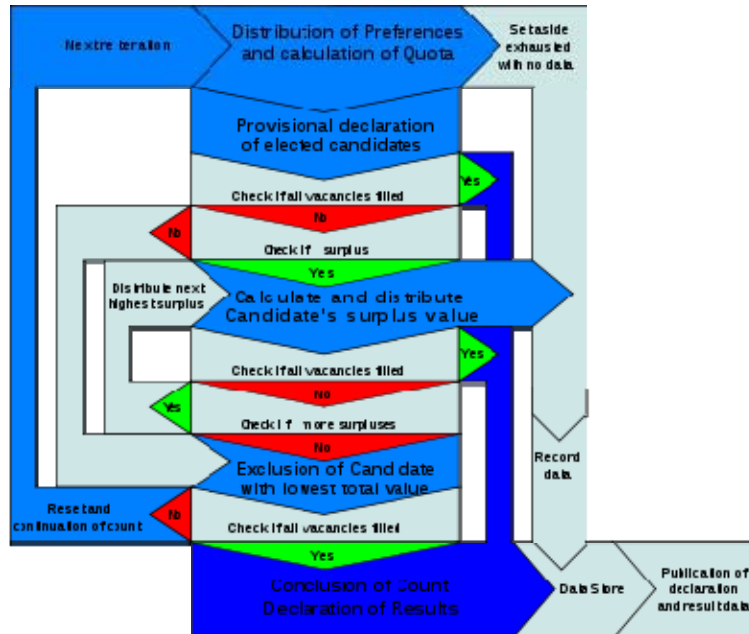 Next reiteration
Distribution of Preferences
and calculation of Quota
Set aside
exhausted
with no data
Provisional declaration
of elected candidates
Yes
Check if all vacancies filled
No
No
Check if surplus
Yes
Distribute next
highest surplus
Calculate and distribute
Candidate's surplus value
Check if all vacancies filled
Yes
No
Yes
Check if more surpluses
No
Exclusion of Candidate
with lowest total value
Record
data
Reset and
continuation of count
No
Check if all vacancies filled
Yes
Conclusion of Count
Declaration of Results
Data Store
Publication of
declaration
and result data